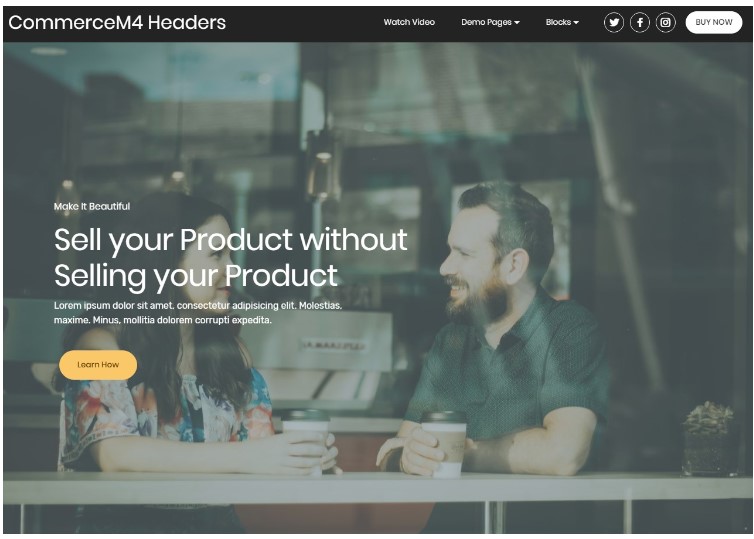 CommerceM4 Headers
Watch Video
Demo Pages
Blocks
BUY NOW
Make It Beautiful
Sell your Product without
Selling your Product
Lorem ipsum dolor sit amet, consectetur adipisicing elit. Molestias,
maxime. Minus, mollitia dolorem corrupti expedita.
Learn How